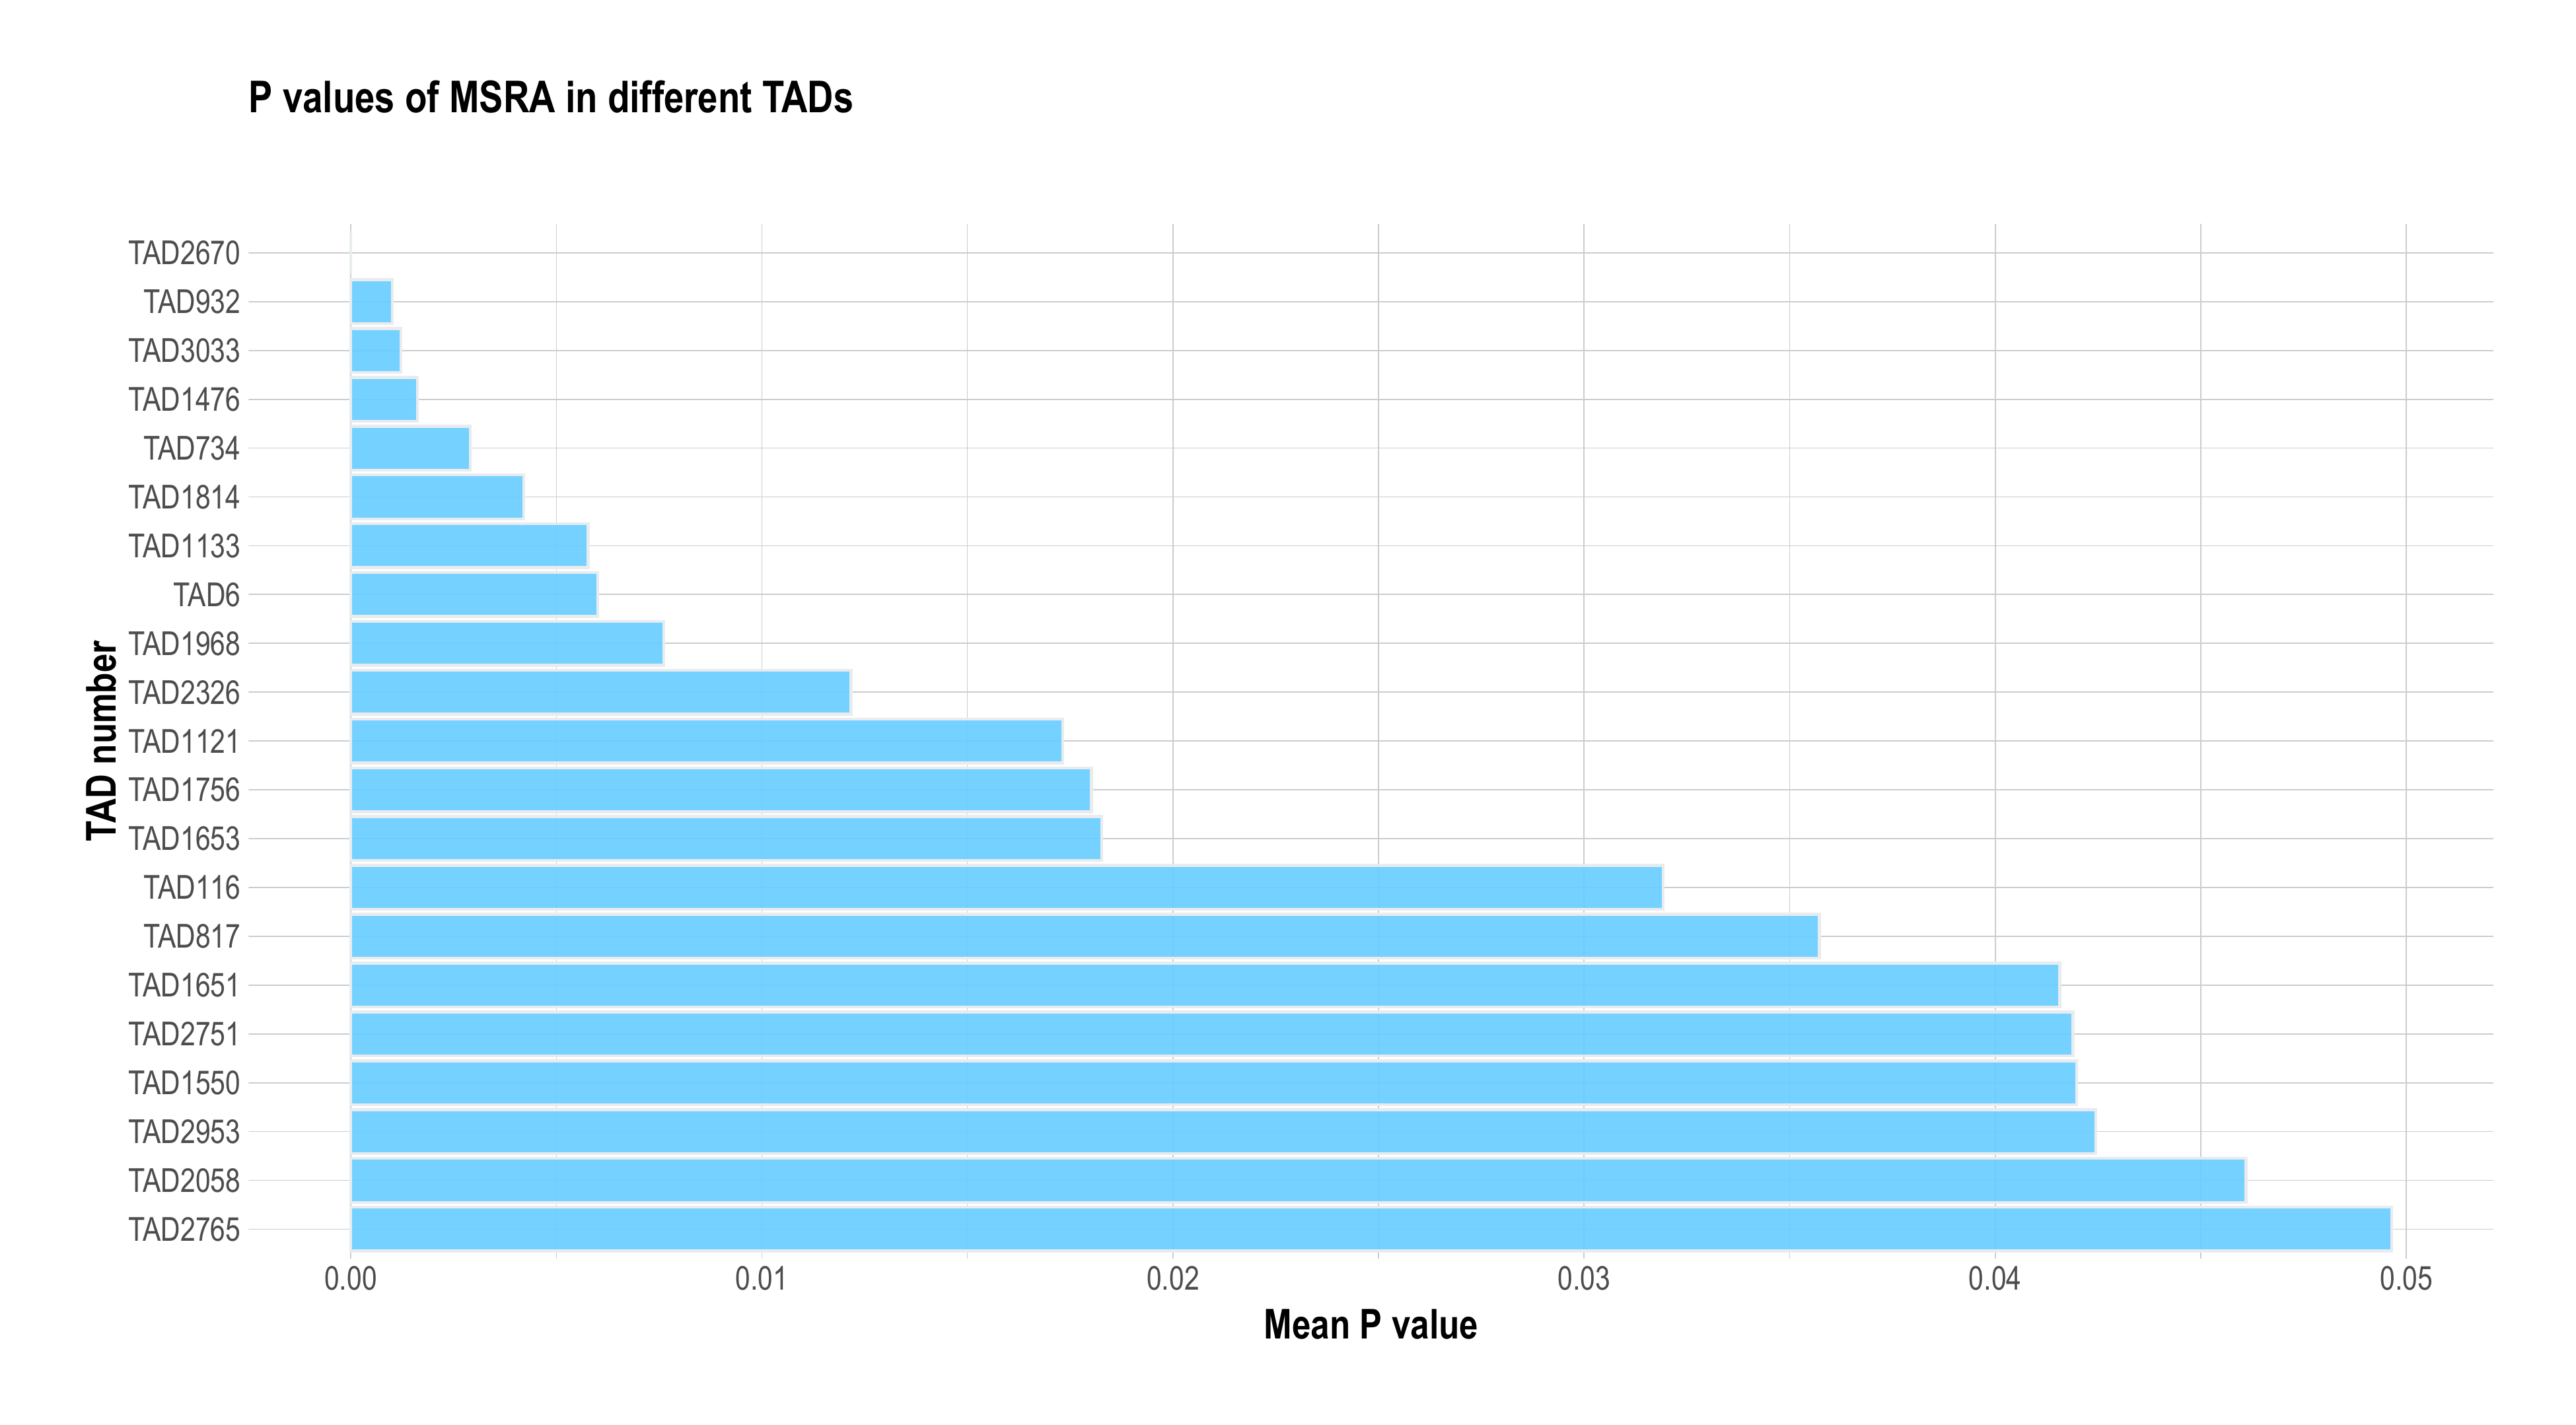 P values of MSRA in different TADs
TAD number
TAD2670
TAD932
TAD3033
TAD1476
TAD734
TAD1814
TAD1133
TAD6
TAD1968
TAD2326
TAD1121
TAD1756
TAD1653
TAD116
TAD817
TAD1651
TAD2751
TAD1550
TAD2953
TAD2058
TAD2765
0.00 0.01 0.02 0.03 0.04 0.05
Mean P value